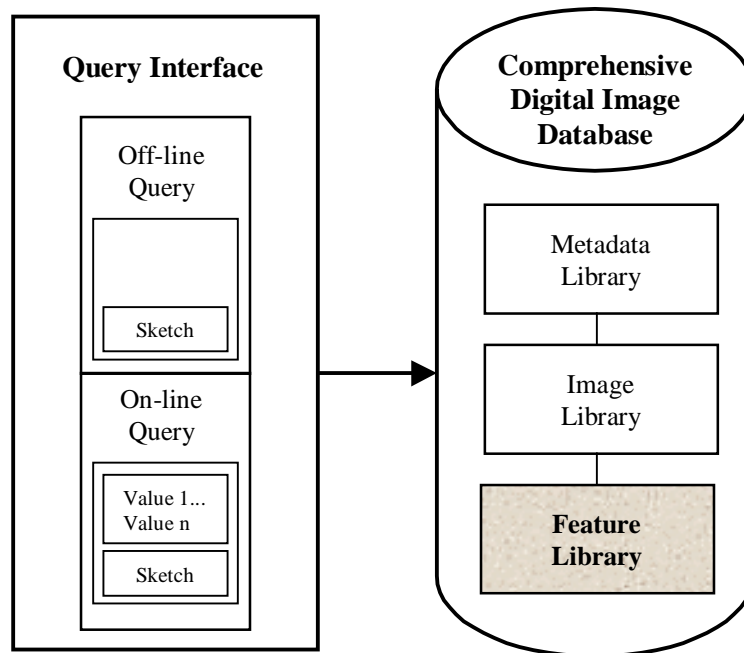 Query Interface
Off-line
Query
Sketch
On-line
Query
Value 1...
Value n
Sketch
Comprehensive
Digital Image
Database
Metadata
Library
Image
Library
Feature
Library